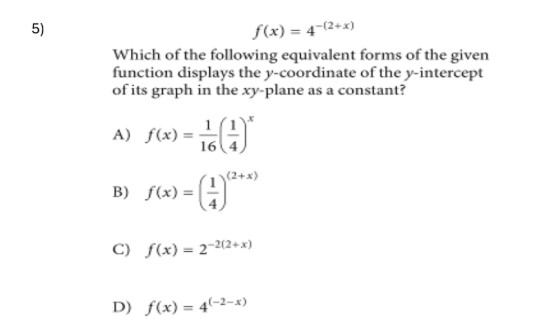 5)
f(x) = 4^{-(2+x)}
Which of the following equivalent forms of the given
function displays the y-coordinate of the y-intercept
of its graph in the xy-plane as a constant?
A) f(x) = \frac{1}{16}\left(\frac{1}{4}\right)^{x}
B) f(x) = \left(\frac{1}{4}\right)^{(2+x)}
C) f(x) = 2^{-2(2+x)}
D) f(x) = 4^{(-2-x)}